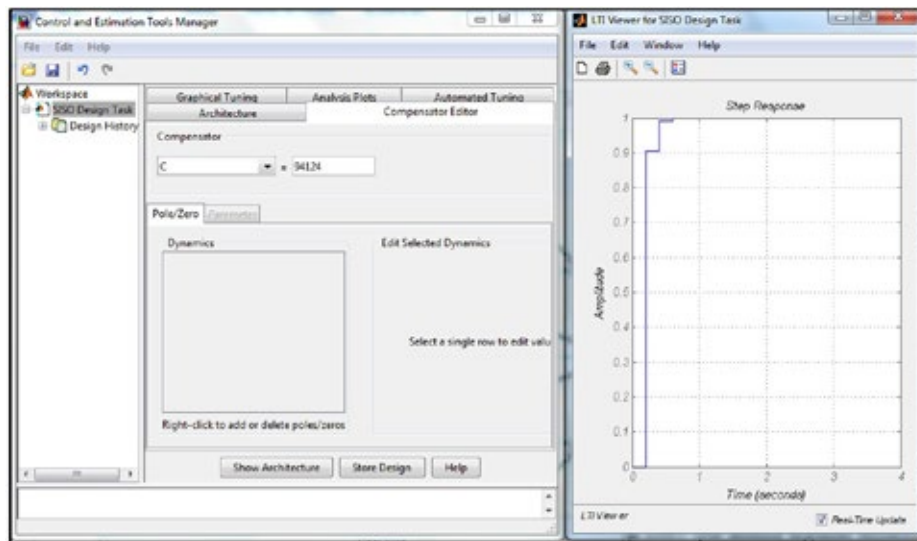 Control and Estimation Tools Manager
File Edit Help
Workspace
SISO Design Task
Design History
Graphical Tuning Analysis Plots Automated Tuning
Architecture Compensator Editor
Compensator
C = 94124
Pole/Zero Parameter
Dynamics
Edit Selected Dynamics
Select a single row to edit valu
Right-click to add or delete poles/zeros
Show Architecture Store Design Help
LTI Viewer for SISO Design Task
File Edit Window Help
Step Response
Amplitude
1
0.9
0.8
0.7
0.6
0.5
0.4
0.3
0.2
0.1
0
0 1 2 3 4
Time (seconds)
LTI Viewer
Real-Time Update